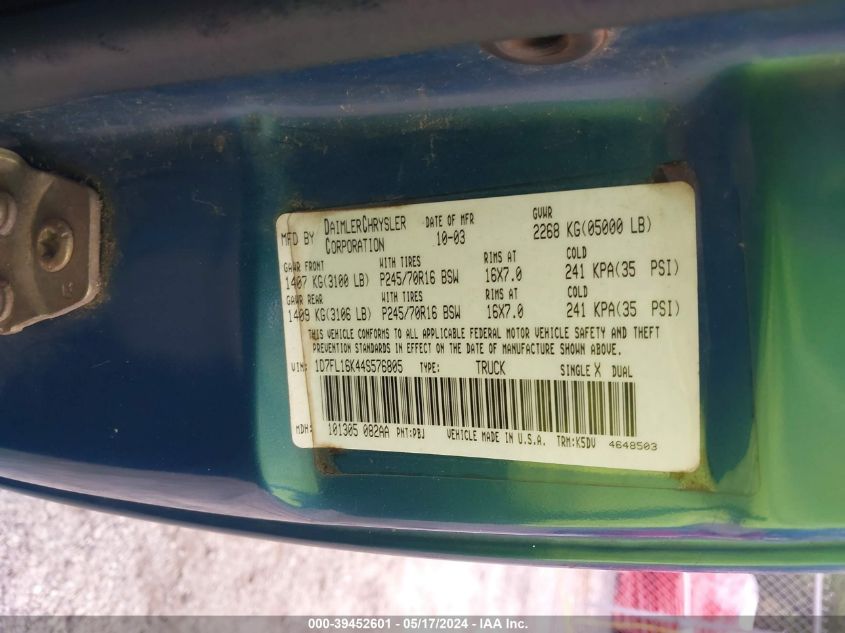 MFD BY DAIMLERCHRYSLER CORPORATION DATE OF MFR 10-03 GVWR 2268 KG(05000 LB)
GAWR FRONT WITH TIRES RIMS AT COLD
1407 KG(3100 LB) P245/70R16 BSW 16X7.0 241 KPA(35 PSI)
GAWR REAR WITH TIRES RIMS AT COLD
1409 KG(3106 LB) P245/70R16 BSW 16X7.0 241 KPA(35 PSI)
THIS VEHICLE CONFORMS TO ALL APPLICABLE FEDERAL MOTOR VEHICLE SAFETY AND THEFT
PREVENTION STANDARDS IN EFFECT ON THE DATE OF MANUFACTURE SHOWN ABOVE.
VIN: 1D7FL16K44S576805 TYPE: TRUCK SINGLE X DUAL
MDH: 101305 082AA PNT:PBJ VEHICLE MADE IN U.S.A. TRM:K5DV 4648503
000-39452601 - 05/17/2024 - IAA Inc.